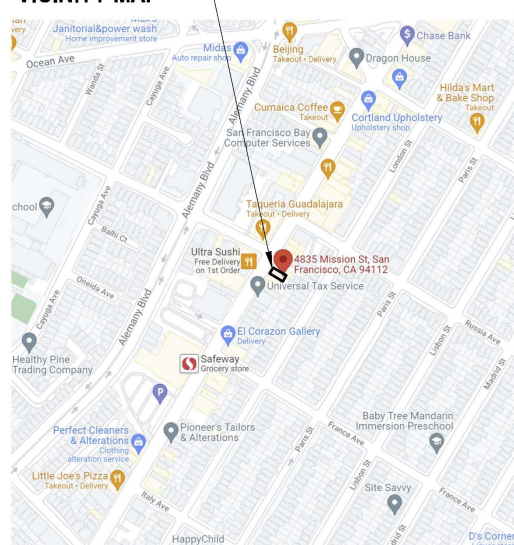 VICINITY MAP
Janitorial&power wash
Home improvement store
Ocean Ave
Wanda St
Cayuga Ave
Midas
Auto repair shop
Alemany Blvd
Beijing
Takeout • Delivery
Chase Bank
Dragon House
Hilda's Mart
& Bake Shop
Takeout
Cumaica Coffee
Takeout
Cortland Upholstery
Upholstery shop
San Francisco Bay
Computer Services
London St
Paris St
Paris St
Alemany Blvd
Taqueria Guadalajara
Takeout • Delivery
chool
Cayuga Ave
Balhi Ct
Ultra Sushi
Free Delivery
on 1st Order
4835 Mission St, San
Francisco, CA 94112
Universal Tax Service
Oneida Ave
Cayuga Ave
Alemany Blvd
El Corazon Gallery
Delivery
Russia Ave
Lisbon St
Madrid St
Healthy Pine
Trading Company
Safeway
Grocery store
P
Baby Tree Mandarin
Immersion Preschool
Perfect Cleaners
& Alterations
Clothing
alteration service
Pioneer's Tailors
& Alterations
Paris St
France Ave
Lisbon St
Little Joe's Pizza
Takeout • Delivery
Site Savvy
France Ave
Italy Ave
HappyChild
drid St
D's Corner